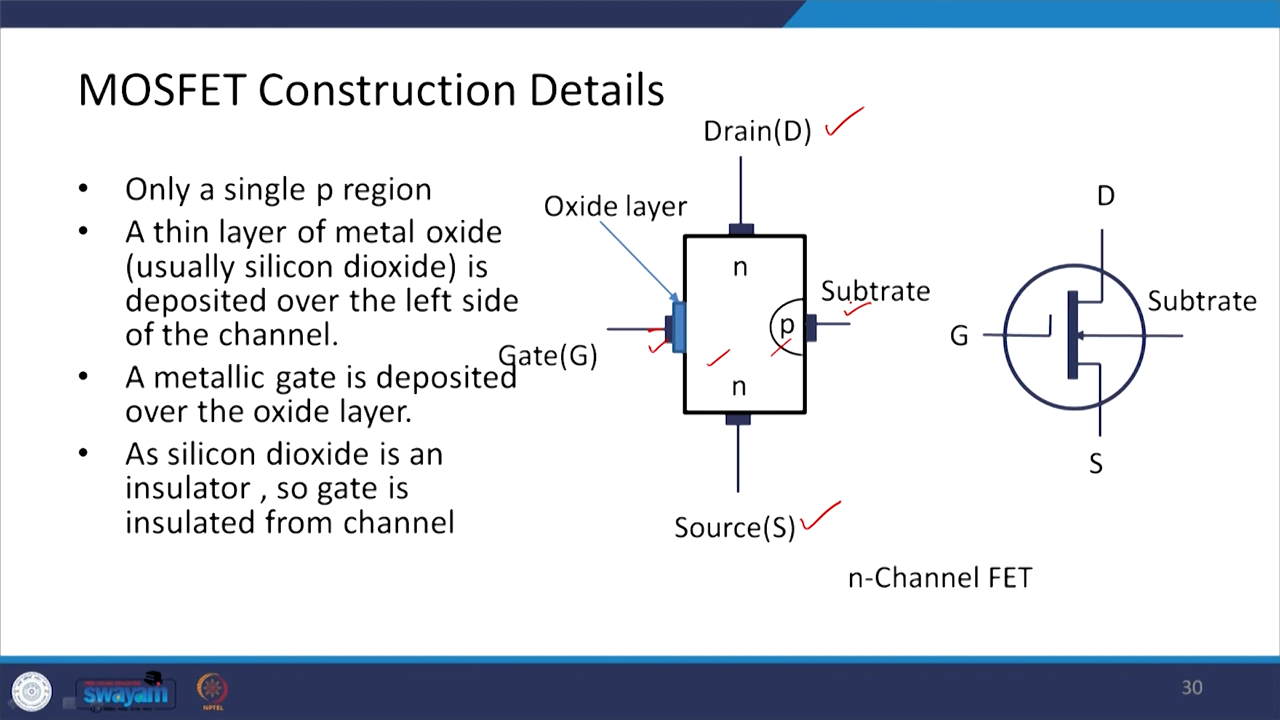 MOSFET Construction Details
• Only a single p region
• A thin layer of metal oxide
(usually silicon dioxide) is
deposited over the left side
of the channel.
• A metallic gate is deposited
over the oxide layer.
• As silicon dioxide is an
insulator , so gate is
insulated from channel
Drain(D)
Oxide layer
n
Subtrate
p
Gate(G)
n
Source(S)
D
Subtrate
G
S
n-Channel FET
swayam
NPTEL
30